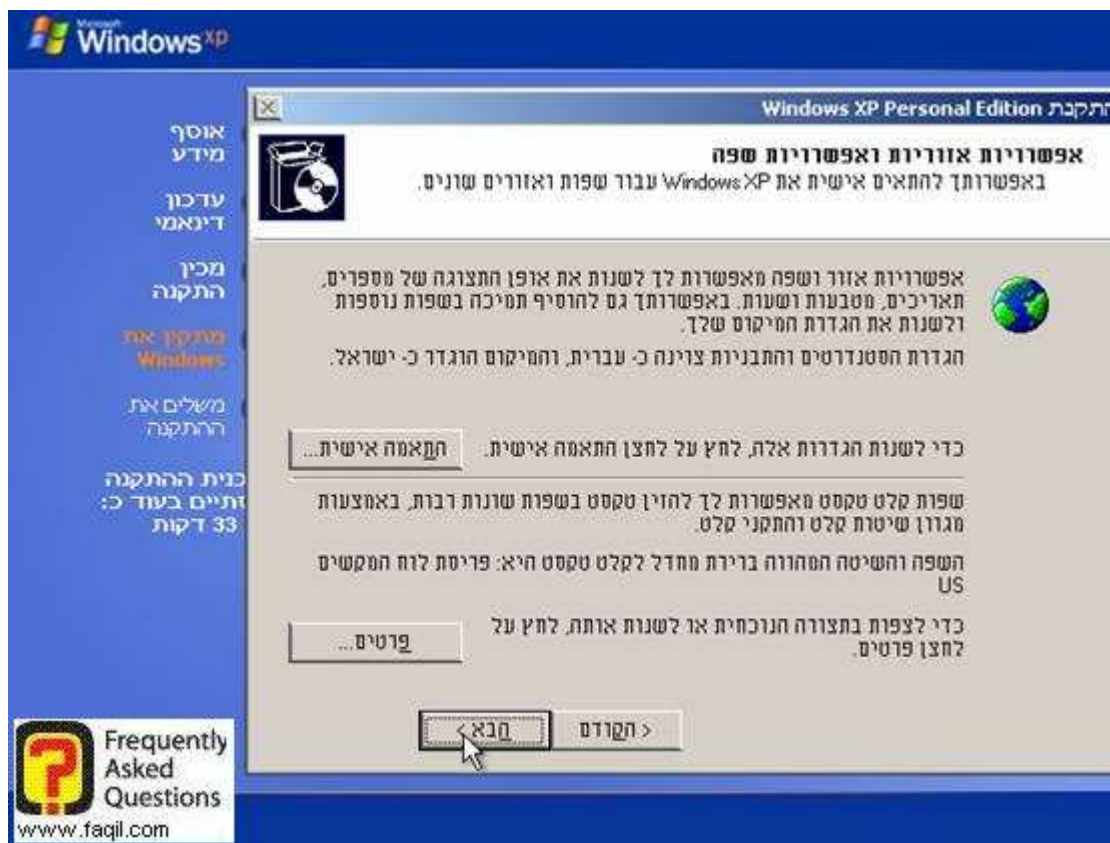 Microsoft
Windows xp
אוסף
מידע
עדכון
דינאמי
מכין
התקנה
מתקין את
Windows
משלים את
ההתקנה
כנית ההתקנה
תיים בעוד כ:
33 דקות
התקנת Windows XP Personal Edition
אפשרויות אזוריות ואפשרויות שפה
באפשרותך להתאים אישית את Windows XP עבור שפות ואזורים שונים.
אפשרויות אזור ושפה מאפשרות לך לשנות את אופן התצוגה של מספרים,
תאריכים, מטבעות ושעות. באפשרותך גם להוסיף תמיכה בשפות נוספות
ולשנות את הגדרת המיקום שלך.
הגדרת הסטנדרטים והתבניות צוינה כ- עברית, והמיקום הוגדר כ- ישראל.
כדי לשנות הגדרות אלה, לחץ על לחצן התאמה אישית.
התאמה אישית...
שפות קלט טקסט מאפשרות לך להזין טקסט בשפות שונות רבות, באמצעות
מגוון שיטות קלט והתקני קלט.
השפה והשיטה המהווה ברירת מחדל לקלט טקסט היא: פריסת לוח המקשים
US
כדי לצפות בתצורה הנוכחית או לשנות אותה, לחץ על
לחצן פרטים.
פרטים...
< הקודם
הבא >
Frequently
Asked
Questions
www.faqil.com